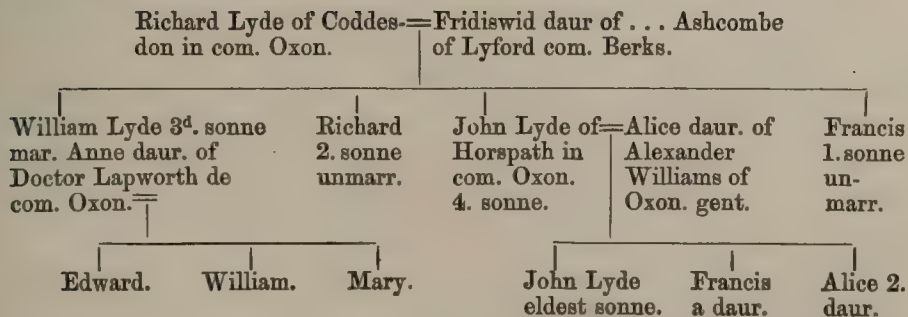 Richard Lyde of Coddes-=Fridiswid daur of ... Ashcombe
don in com. Oxon. of Lyford com. Berks.
William Lyde 3d. sonne
mar. Anne daur. of
Doctor Lapworth de
com. Oxon.=
Richard
2. sonne
unmarr.
John Lyde of=Alice daur. of
Horspath in Alexander
com. Oxon. Williams of
4. sonne. Oxon. gent.
Francis
1. sonne
un-
marr.
Edward. William. Mary.
John Lyde
eldest sonne.
Francis
a daur.
Alice 2.
daur.